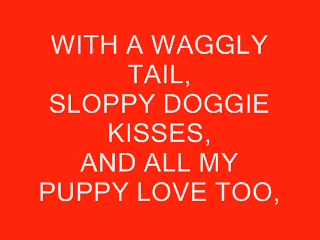 WITH A WAGGLY
TAIL,
SLOPPY DOGGIE
KISSES,
AND ALL MY
PUPPY LOVE TOO,